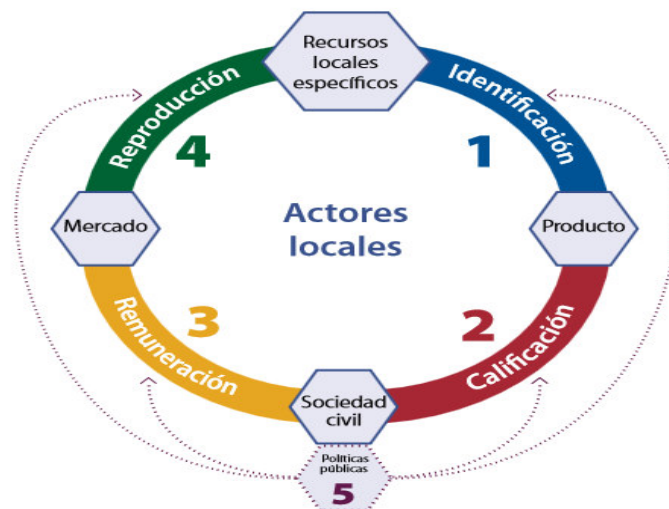 Recursos
locales
específicos
Reproducción
Identificación
4
1
Mercado
Actores
locales
Producto
3
2
Remuneración
Calificación
Sociedad
civil
Políticas
públicas
5